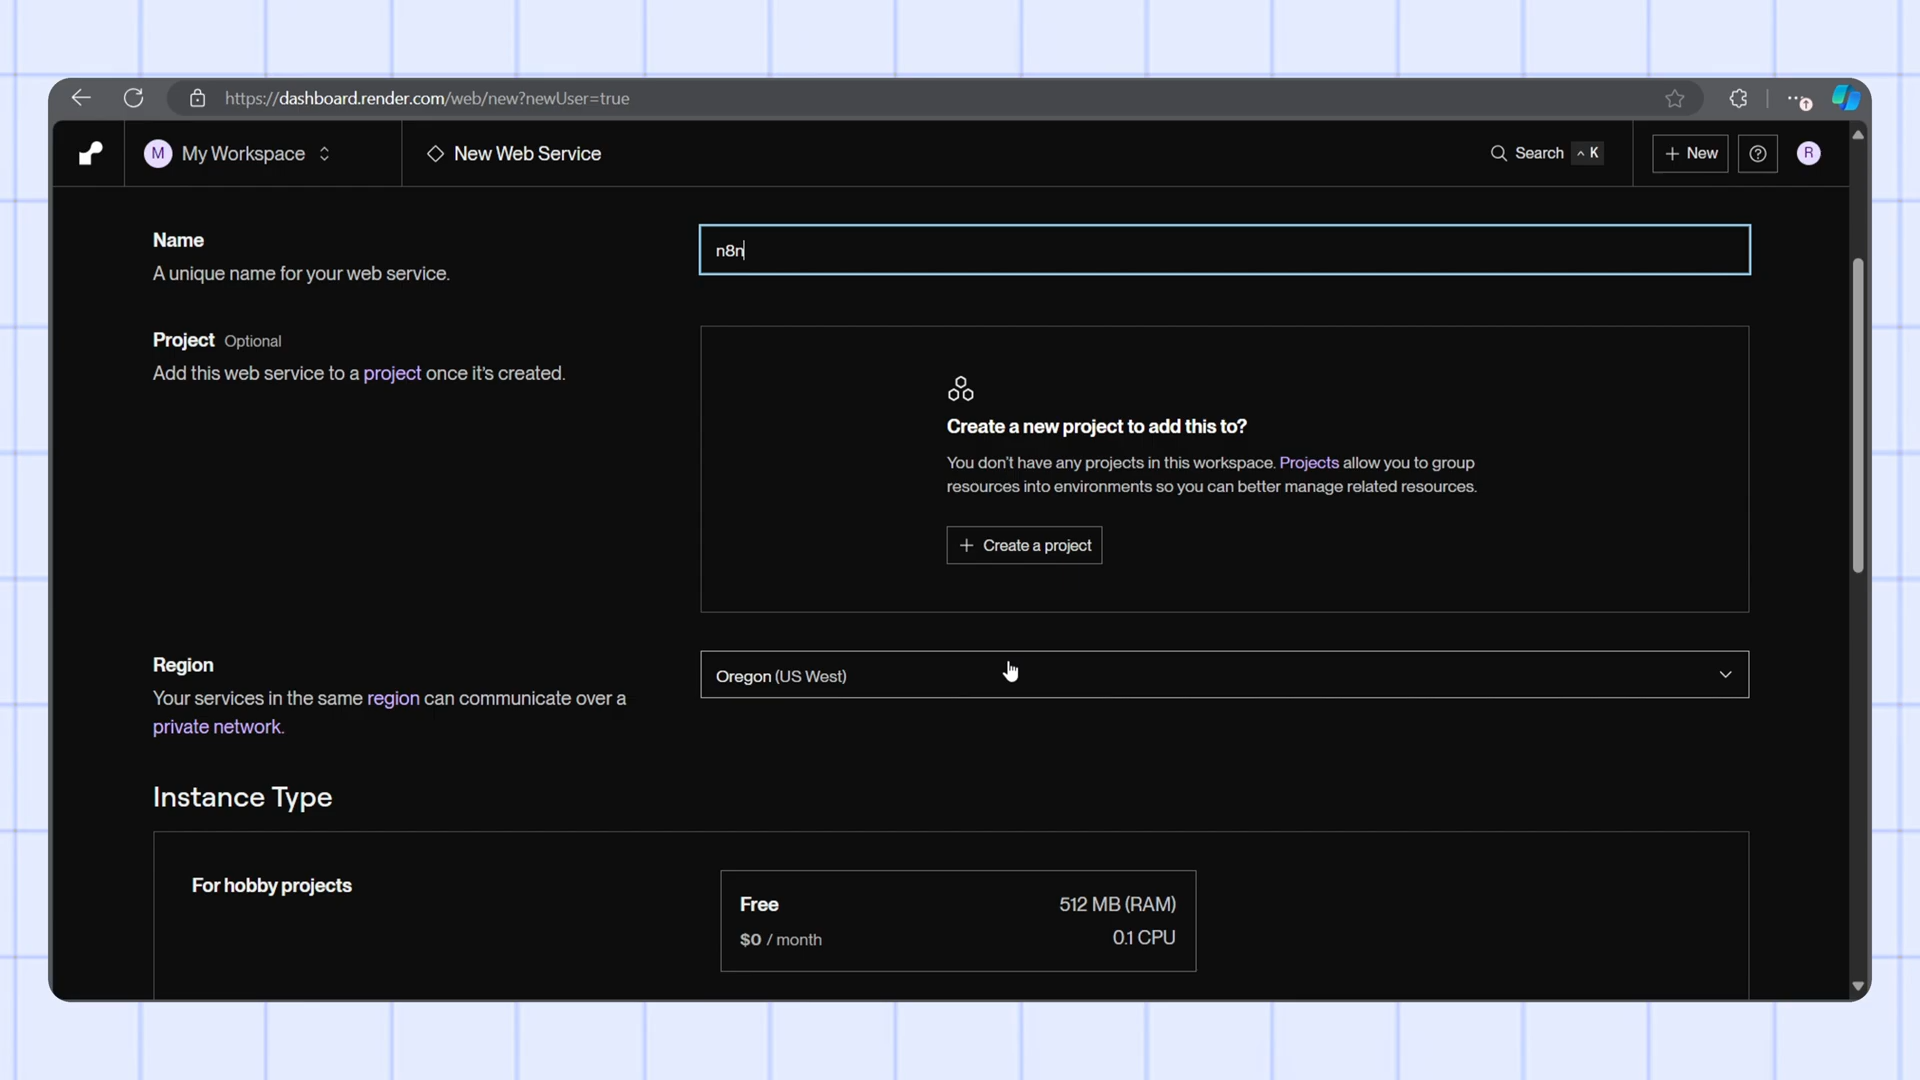 https://dashboard.render.com/web/new?newUser=true
M My Workspace
New Web Service
Search ^ K
+ New
R
Name
A unique name for your web service.
n8n
Project Optional
Add this web service to a project once it's created.
Create a new project to add this to?
You don't have any projects in this workspace. Projects allow you to group
resources into environments so you can better manage related resources.
+ Create a project
Region
Your services in the same region can communicate over a
private network.
Oregon (US West)
Instance Type
For hobby projects
Free 512 MB (RAM)
$0 / month 0.1 CPU